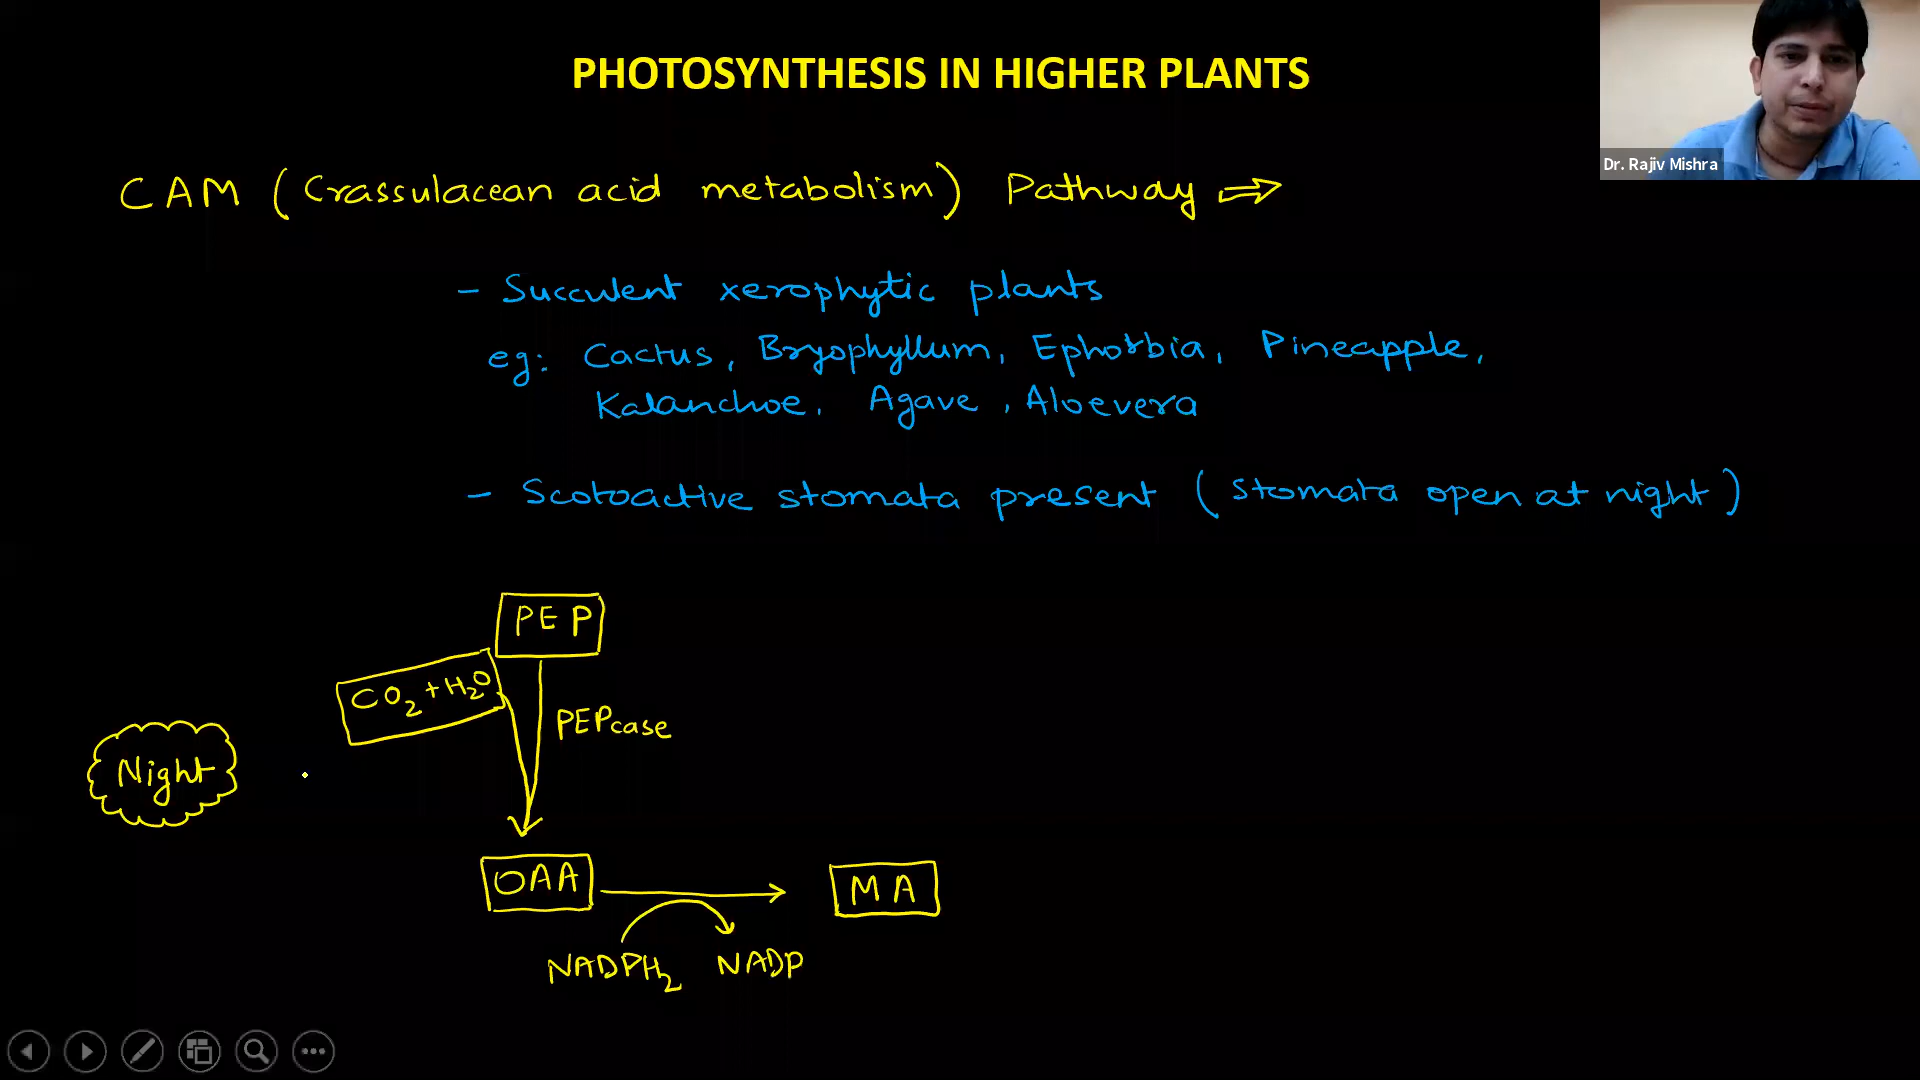 PHOTOSYNTHESIS IN HIGHER PLANTS
Dr. Rajiv Mishra
CAM (Crassulacean acid metabolism) Pathway ⇒
- Succulent xerophytic plants
eg: Cactus, Bryophyllum, Ephorbia, Pineapple,
Kalanchoe, Agave, Aloevera
- Scotoactive stomata present (stomata open at night)
PEP
CO₂+H₂O
PEPcase
Night
OAA
MA
NADPH₂ NADP